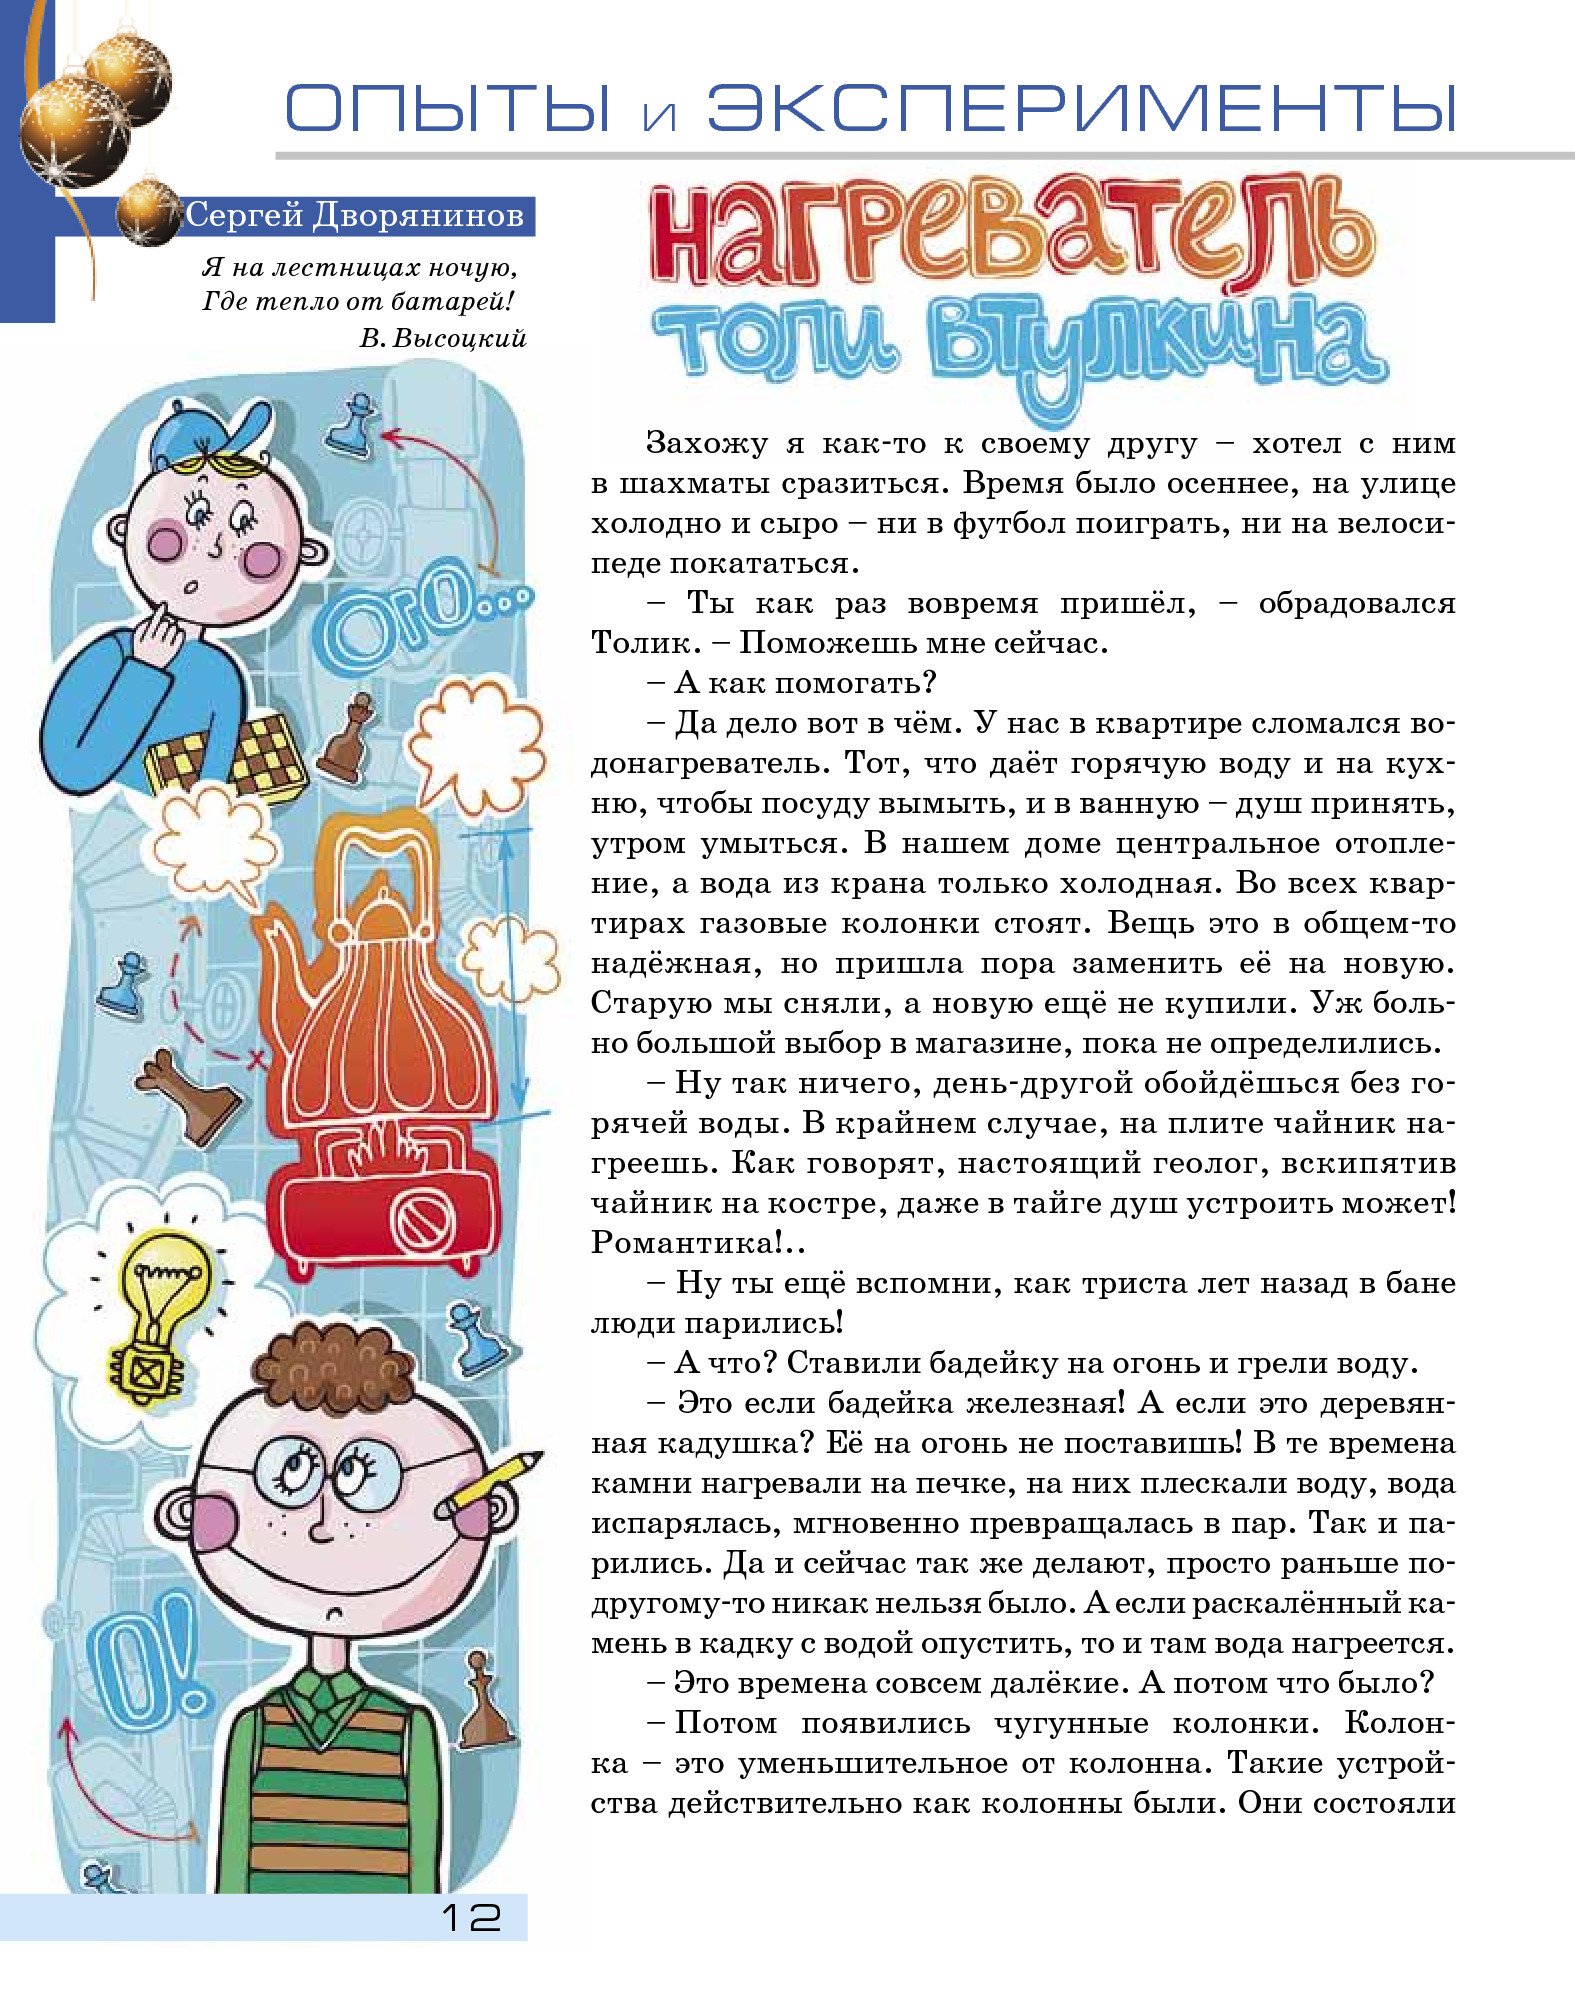 ОПЫТЫ и ЭКСПЕРИМЕНТЫ
Сергей Дворянинов
Я на лестницах ночую,
Где тепло от батарей!
В. Высоцкий
нагреватель
толи втулкина
Захожу я как-то к своему другу – хотел с ним
в шахматы сразиться. Время было осеннее, на улице
холодно и сыро – ни в футбол поиграть, ни на велоси-
педе покататься.
– Ты как раз вовремя пришёл, – обрадовался
Толик. – Поможешь мне сейчас.
– А как помогать?
– Да дело вот в чём. У нас в квартире сломался во-
донагреватель. Тот, что даёт горячую воду и на кух-
ню, чтобы посуду вымыть, и в ванную – душ принять,
утром умыться. В нашем доме центральное отопле-
ние, а вода из крана только холодная. Во всех квар-
тирах газовые колонки стоят. Вещь это в общем-то
надёжная, но пришла пора заменить её на новую.
Старую мы сняли, а новую ещё не купили. Уж боль-
но большой выбор в магазине, пока не определились.
– Ну так ничего, день-другой обойдёшься без го-
рячей воды. В крайнем случае, на плите чайник на-
греешь. Как говорят, настоящий геолог, вскипятив
чайник на костре, даже в тайге душ устроить может!
Романтика!..
– Ну ты ещё вспомни, как триста лет назад в бане
люди парились!
– А что? Ставили бадейку на огонь и грели воду.
– Это если бадейка железная! А если это деревян-
ная кадушка? Её на огонь не поставишь! В те времена
камни нагревали на печке, на них плескали воду, вода
испарялась, мгновенно превращалась в пар. Так и па-
рились. Да и сейчас так же делают, просто раньше по-
другому-то никак нельзя было. А если раскалённый ка-
мень в кадку с водой опустить, то и там вода нагреется.
– Это времена совсем далёкие. А потом что было?
– Потом появились чугунные колонки. Колон-
ка – это уменьшительное от колонна. Такие устрой-
ства действительно как колонны были. Они состояли
Ого...
О!
12